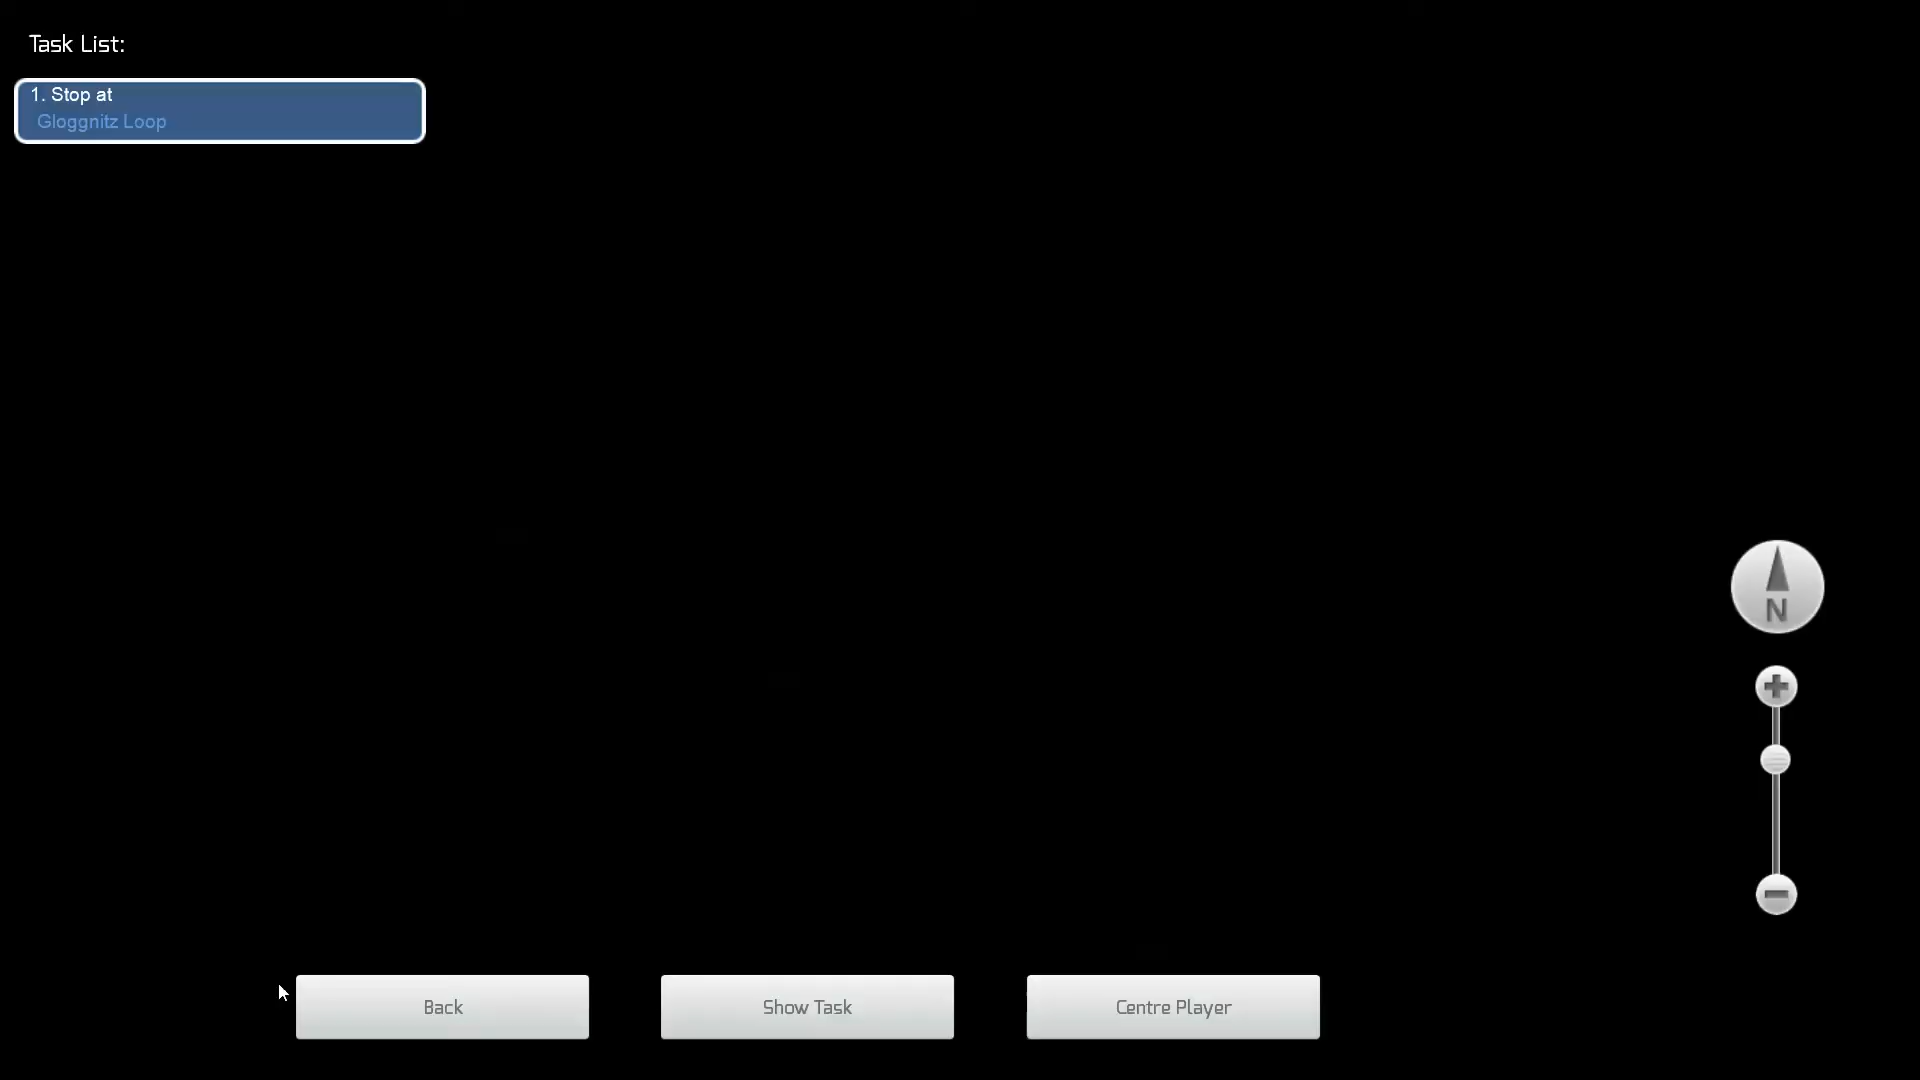 Task List:
1. Stop at
Gloggnitz Loop
N
Back
Show Task
Centre Player